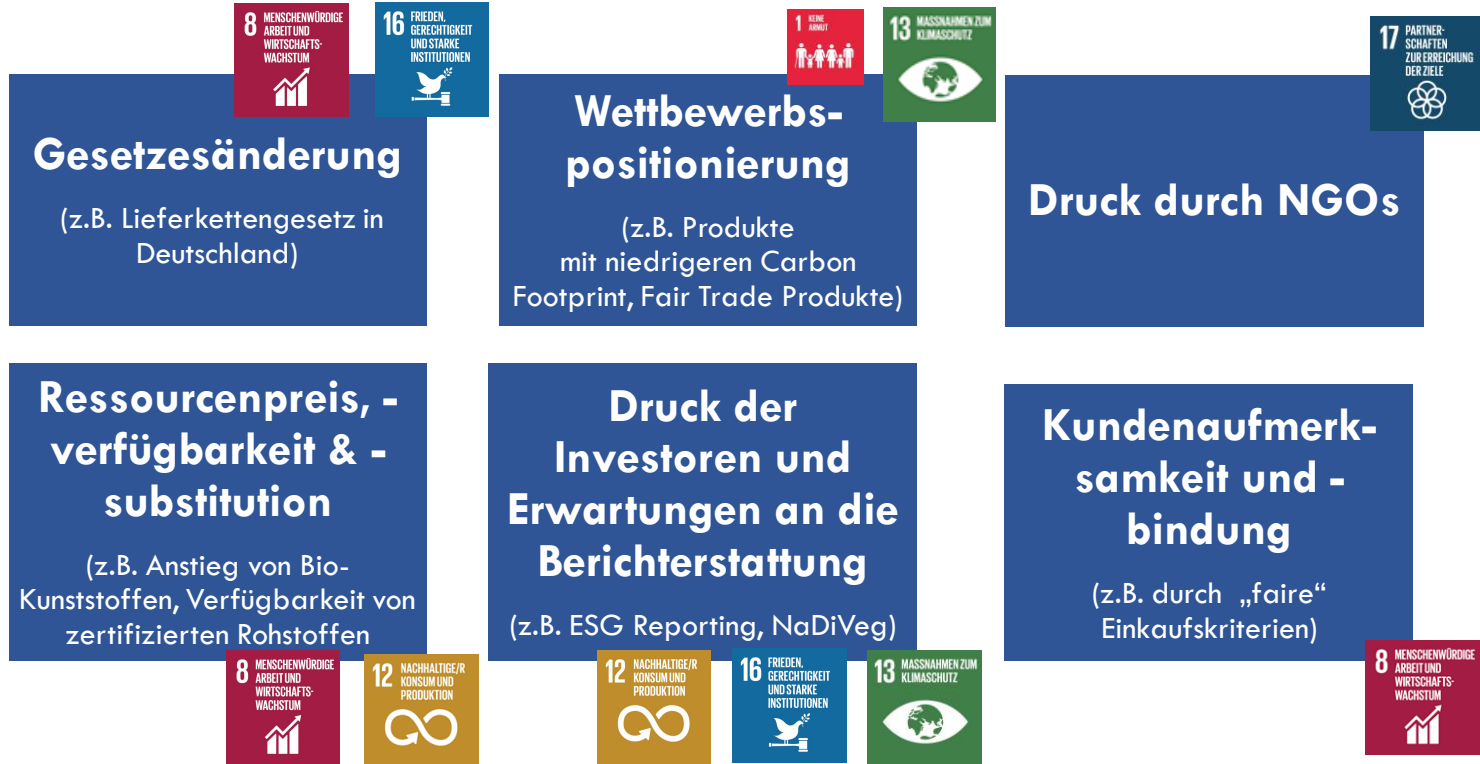 8 MENSCHENWÜRDIGE
ARBEIT UND
WIRTSCHAFTS-
WACHSTUM
16 FRIEDEN,
GERECHTIGKEIT
UND STARKE
INSTITUTIONEN
Gesetzesänderung
(z.B. Lieferkettengesetz in
Deutschland)
1 KEINE
ARMUT
13 MASSNAHMEN ZUM
KLIMASCHUTZ
Wettbewerbs-
positionierung
(z.B. Produkte
mit niedrigeren Carbon
Footprint, Fair Trade Produkte)
17 PARTNER-
SCHAFTEN
ZUR ERREICHUNG
DER ZIELE
Druck durch NGOs
Ressourcenpreis, -
verfügbarkeit & -
substitution
(z.B. Anstieg von Bio-
Kunststoffen, Verfügbarkeit von
zertifizierten Rohstoffen
8 MENSCHENWÜRDIGE
ARBEIT UND
WIRTSCHAFTS-
WACHSTUM
12 NACHHALTIGE/R
KONSUM UND
PRODUKTION
Druck der
Investoren und
Erwartungen an die
Berichterstattung
(z.B. ESG Reporting, NaDiVeg)
12 NACHHALTIGE/R
KONSUM UND
PRODUKTION
16 FRIEDEN,
GERECHTIGKEIT
UND STARKE
INSTITUTIONEN
13 MASSNAHMEN ZUM
KLIMASCHUTZ
Kundenaufmerk-
samkeit und -
bindung
(z.B. durch „faire“
Einkaufskriterien)
8 MENSCHENWÜRDIGE
ARBEIT UND
WIRTSCHAFTS-
WACHSTUM